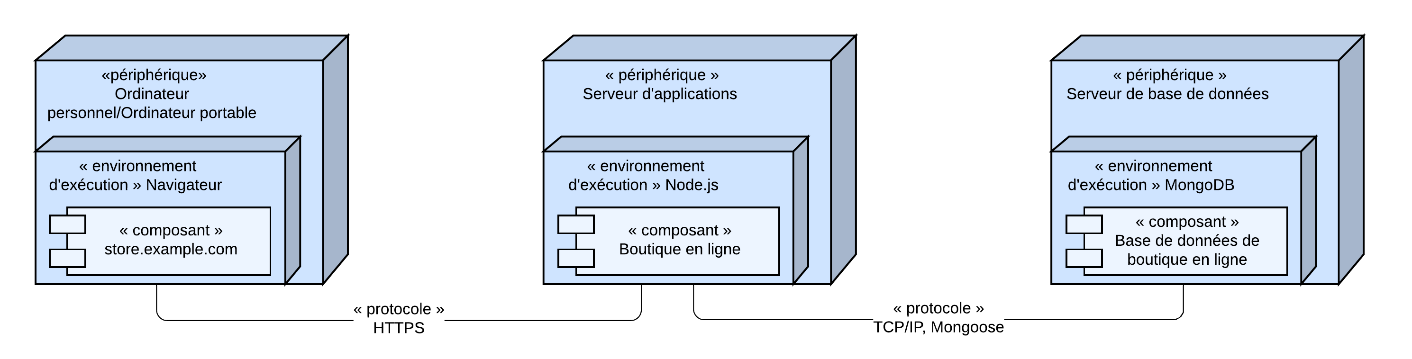 «périphérique»
Ordinateur
personnel/Ordinateur portable
« environnement
d'exécution » Navigateur
« composant »
store.example.com
« périphérique »
Serveur d'applications
« environnement
d'exécution » Node.js
« composant »
Boutique en ligne
« périphérique »
Serveur de base de données
« environnement
d'exécution » MongoDB
« composant »
Base de données de
boutique en ligne
« protocole »
HTTPS
« protocole »
TCP/IP, Mongoose